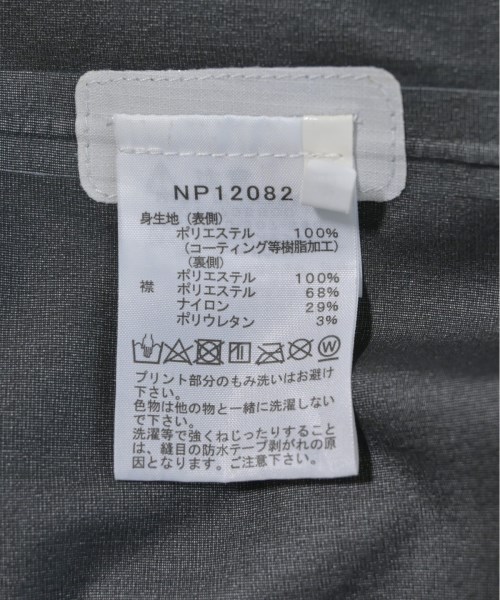 NP12082
身生地（表側）
ポリエステル 100%
(コーティング等樹脂加工)
（裏側）
ポリエステル 100%
襟 ポリエステル 68%
ナイロン 29%
ポリウレタン 3%
W
プリント部分のもみ洗いはお避け
下さい。
色物は他の物と一緒に洗濯しない
で下さい。
洗濯等で強くねじったりすること
は、縫目の防水テープ剥がれの原
因となります。ご注意下さい。